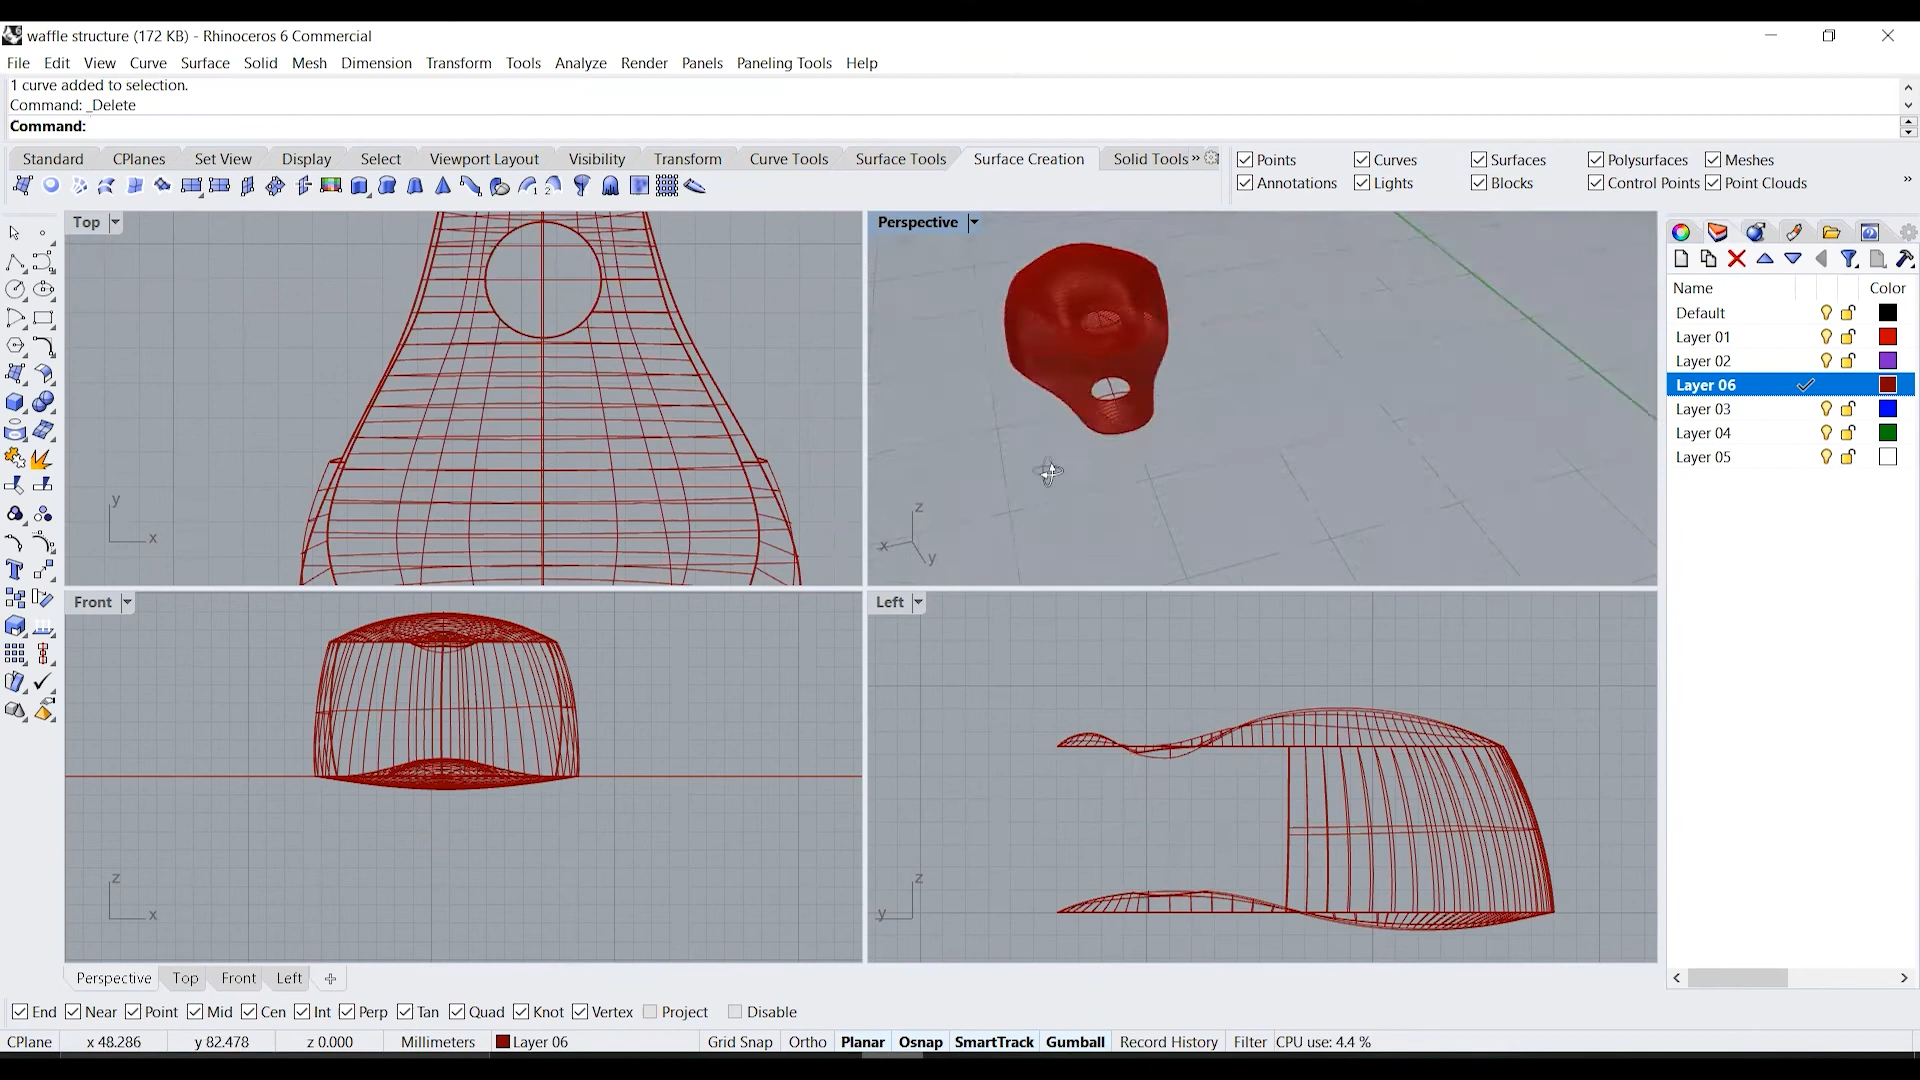 waffle structure (172 KB) - Rhinoceros 6 Commercial
File Edit View Curve Surface Solid Mesh Dimension Transform Tools Analyze Render Panels Paneling Tools Help
1 curve added to selection.
Command: _Delete
Command:
Standard CPlanes Set View Display Select Viewport Layout Visibility Transform Curve Tools Surface Tools Surface Creation Solid Tools »
Points Curves Surfaces Polysurfaces Meshes
Annotations Lights Blocks Control Points Point Clouds »
Top
y
x
Perspective
z
x
y
Front
z
x
Left
z
y
Name Color
Default
Layer 01
Layer 02
Layer 06
Layer 03
Layer 04
Layer 05
Perspective Top Front Left
End Near Point Mid Cen Int Perp Tan Quad Knot Vertex Project Disable
CPlane x 48.286 y 82.478 z 0.000 Millimeters Layer 06 Grid Snap Ortho Planar Osnap SmartTrack Gumball Record History Filter CPU use: 4.4 %